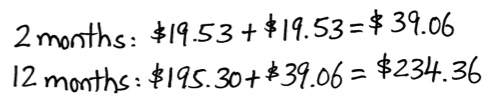 2 months: $19.53 + $19.53 = $39.06
12 months: $195.30 + $39.06 = $234.36